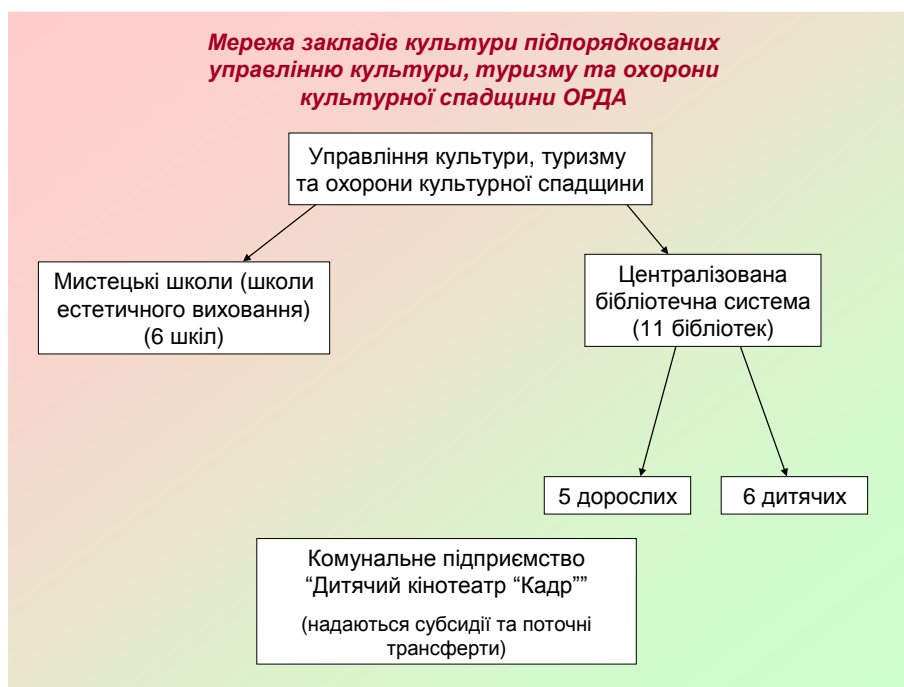 Мережа закладів культури підпорядкованих
управлінню культури, туризму та охорони
культурної спадщини ОРДА
Управління культури, туризму
та охорони культурної спадщини
Мистецькі школи (школи
естетичного виховання)
(6 шкіл)
Централізована
бібліотечна система
(11 бібліотек)
5 дорослих
6 дитячих
Комунальне підприємство
“Дитячий кінотеатр “Кадр””
(надаються субсидії та поточні
трансферти)